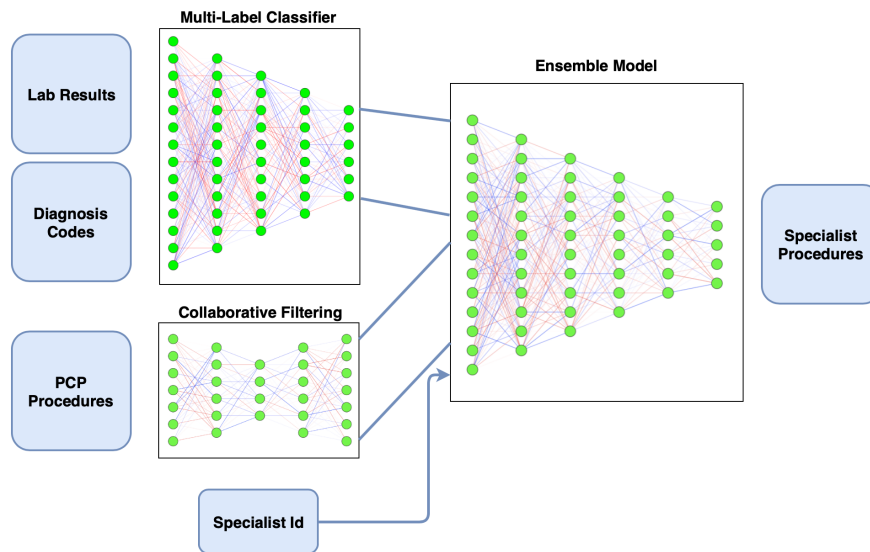 Multi-Label Classifier
Lab Results
Ensemble Model
Diagnosis
Codes
Specialist
Procedures
Collaborative Filtering
PCP
Procedures
Specialist Id